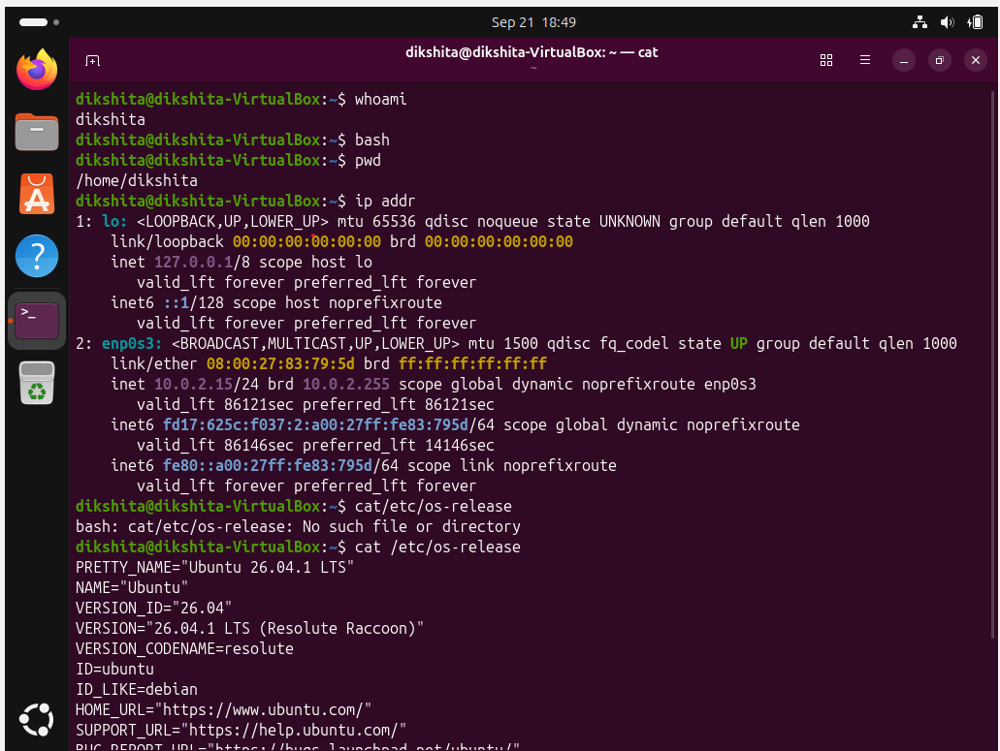 Sep 21 18:49
dikshita@dikshita-VirtualBox: ~ — cat
~
dikshita@dikshita-VirtualBox:~$ whoami
dikshita
dikshita@dikshita-VirtualBox:~$ bash
dikshita@dikshita-VirtualBox:~$ pwd
/home/dikshita
dikshita@dikshita-VirtualBox:~$ ip addr
1: lo: <LOOPBACK,UP,LOWER_UP> mtu 65536 qdisc noqueue state UNKNOWN group default qlen 1000
    link/loopback 00:00:00:00:00:00 brd 00:00:00:00:00:00
    inet 127.0.0.1/8 scope host lo
       valid_lft forever preferred_lft forever
    inet6 ::1/128 scope host noprefixroute
       valid_lft forever preferred_lft forever
2: enp0s3: <BROADCAST,MULTICAST,UP,LOWER_UP> mtu 1500 qdisc fq_codel state UP group default qlen 1000
    link/ether 08:00:27:83:79:5d brd ff:ff:ff:ff:ff:ff
    inet 10.0.2.15/24 brd 10.0.2.255 scope global dynamic noprefixroute enp0s3
       valid_lft 86121sec preferred_lft 86121sec
    inet6 fd17:625c:f037:2:a00:27ff:fe83:795d/64 scope global dynamic noprefixroute
       valid_lft 86146sec preferred_lft 14146sec
    inet6 fe80::a00:27ff:fe83:795d/64 scope link noprefixroute
       valid_lft forever preferred_lft forever
dikshita@dikshita-VirtualBox:~$ cat/etc/os-release
bash: cat/etc/os-release: No such file or directory
dikshita@dikshita-VirtualBox:~$ cat /etc/os-release
PRETTY_NAME="Ubuntu 26.04.1 LTS"
NAME="Ubuntu"
VERSION_ID="26.04"
VERSION="26.04.1 LTS (Resolute Raccoon)"
VERSION_CODENAME=resolute
ID=ubuntu
ID_LIKE=debian
HOME_URL="https://www.ubuntu.com/"
SUPPORT_URL="https://help.ubuntu.com/"
BUG_REPORT_URL="https://bugs.launchpad.net/ubuntu/"